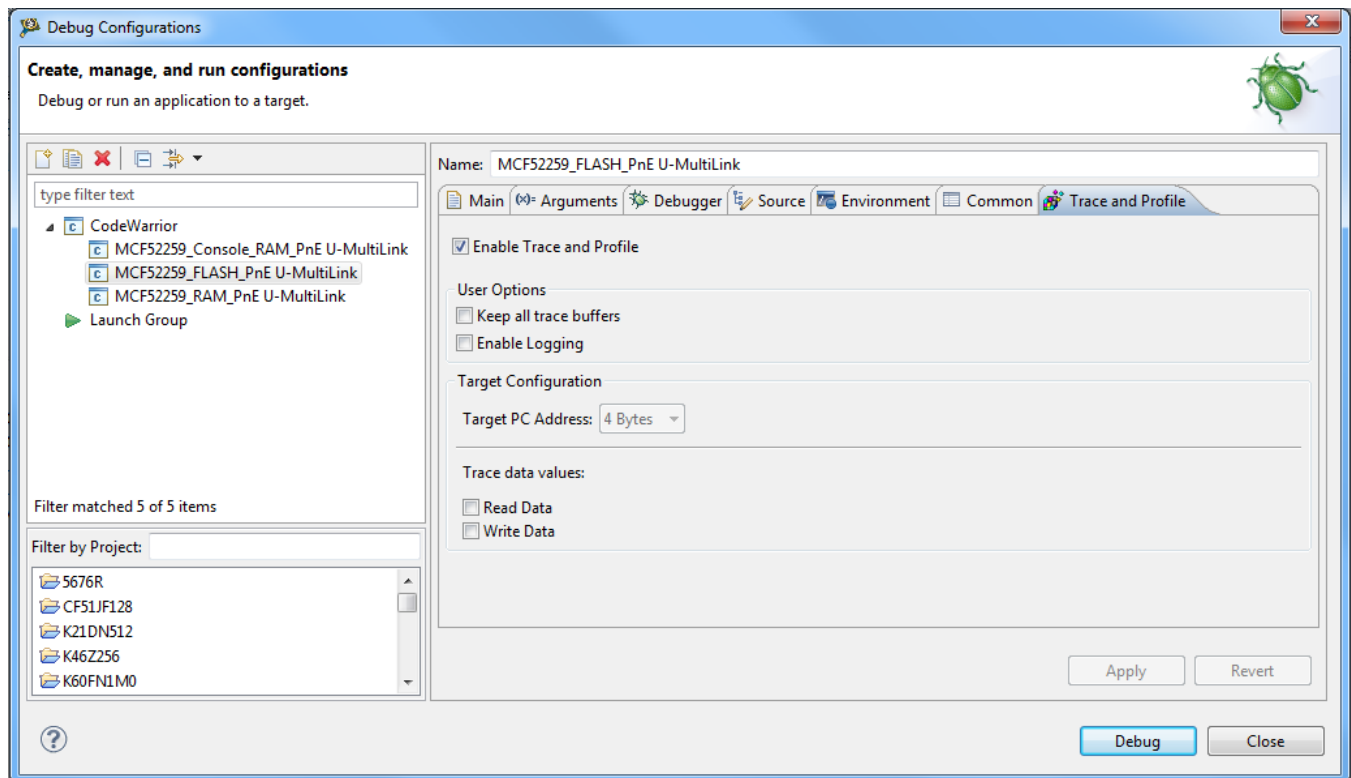 Debug Configurations
Create, manage, and run configurations
Debug or run an application to a target.
type filter text
CodeWarrior
MCF52259_Console_RAM_PnE U-MultiLink
MCF52259_FLASH_PnE U-MultiLink
MCF52259_RAM_PnE U-MultiLink
Launch Group
Filter matched 5 of 5 items
Filter by Project:
5676R
CF51JF128
K21DN512
K46Z256
K60FN1M0
Name: MCF52259_FLASH_PnE U-MultiLink
Main (x)= Arguments Debugger Source Environment Common Trace and Profile
Enable Trace and Profile
User Options
Keep all trace buffers
Enable Logging
Target Configuration
Target PC Address: 4 Bytes
Trace data values:
Read Data
Write Data
Apply Revert
Debug Close